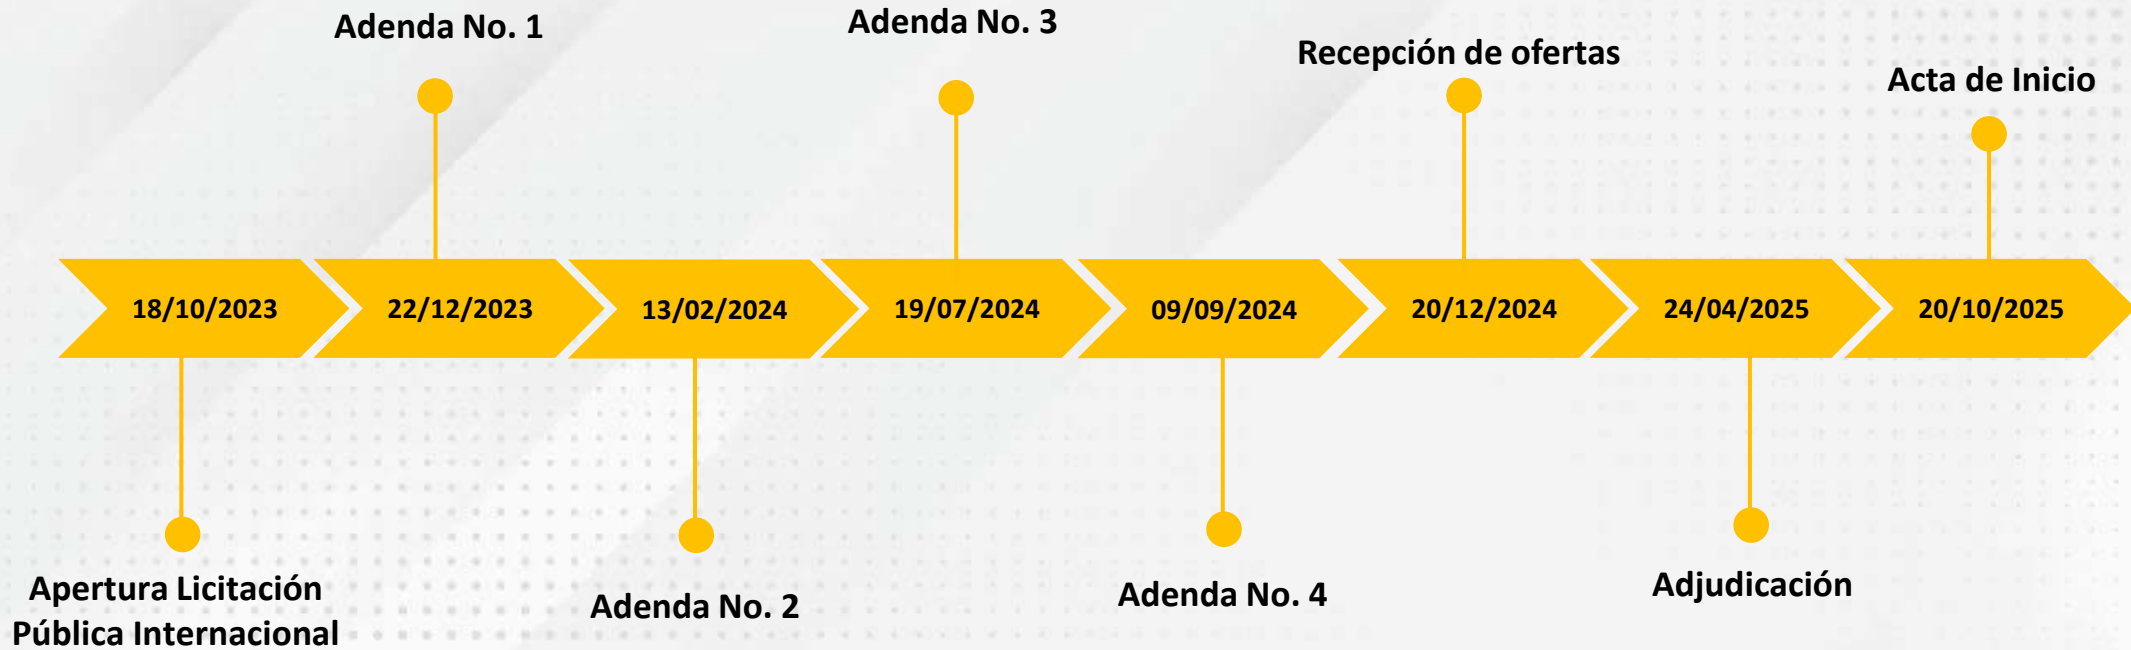 Adenda No. 1
Adenda No. 3
Recepción de ofertas
Acta de Inicio
18/10/2023
22/12/2023
13/02/2024
19/07/2024
09/09/2024
20/12/2024
24/04/2025
20/10/2025
Apertura Licitación
Pública Internacional
Adenda No. 2
Adenda No. 4
Adjudicación